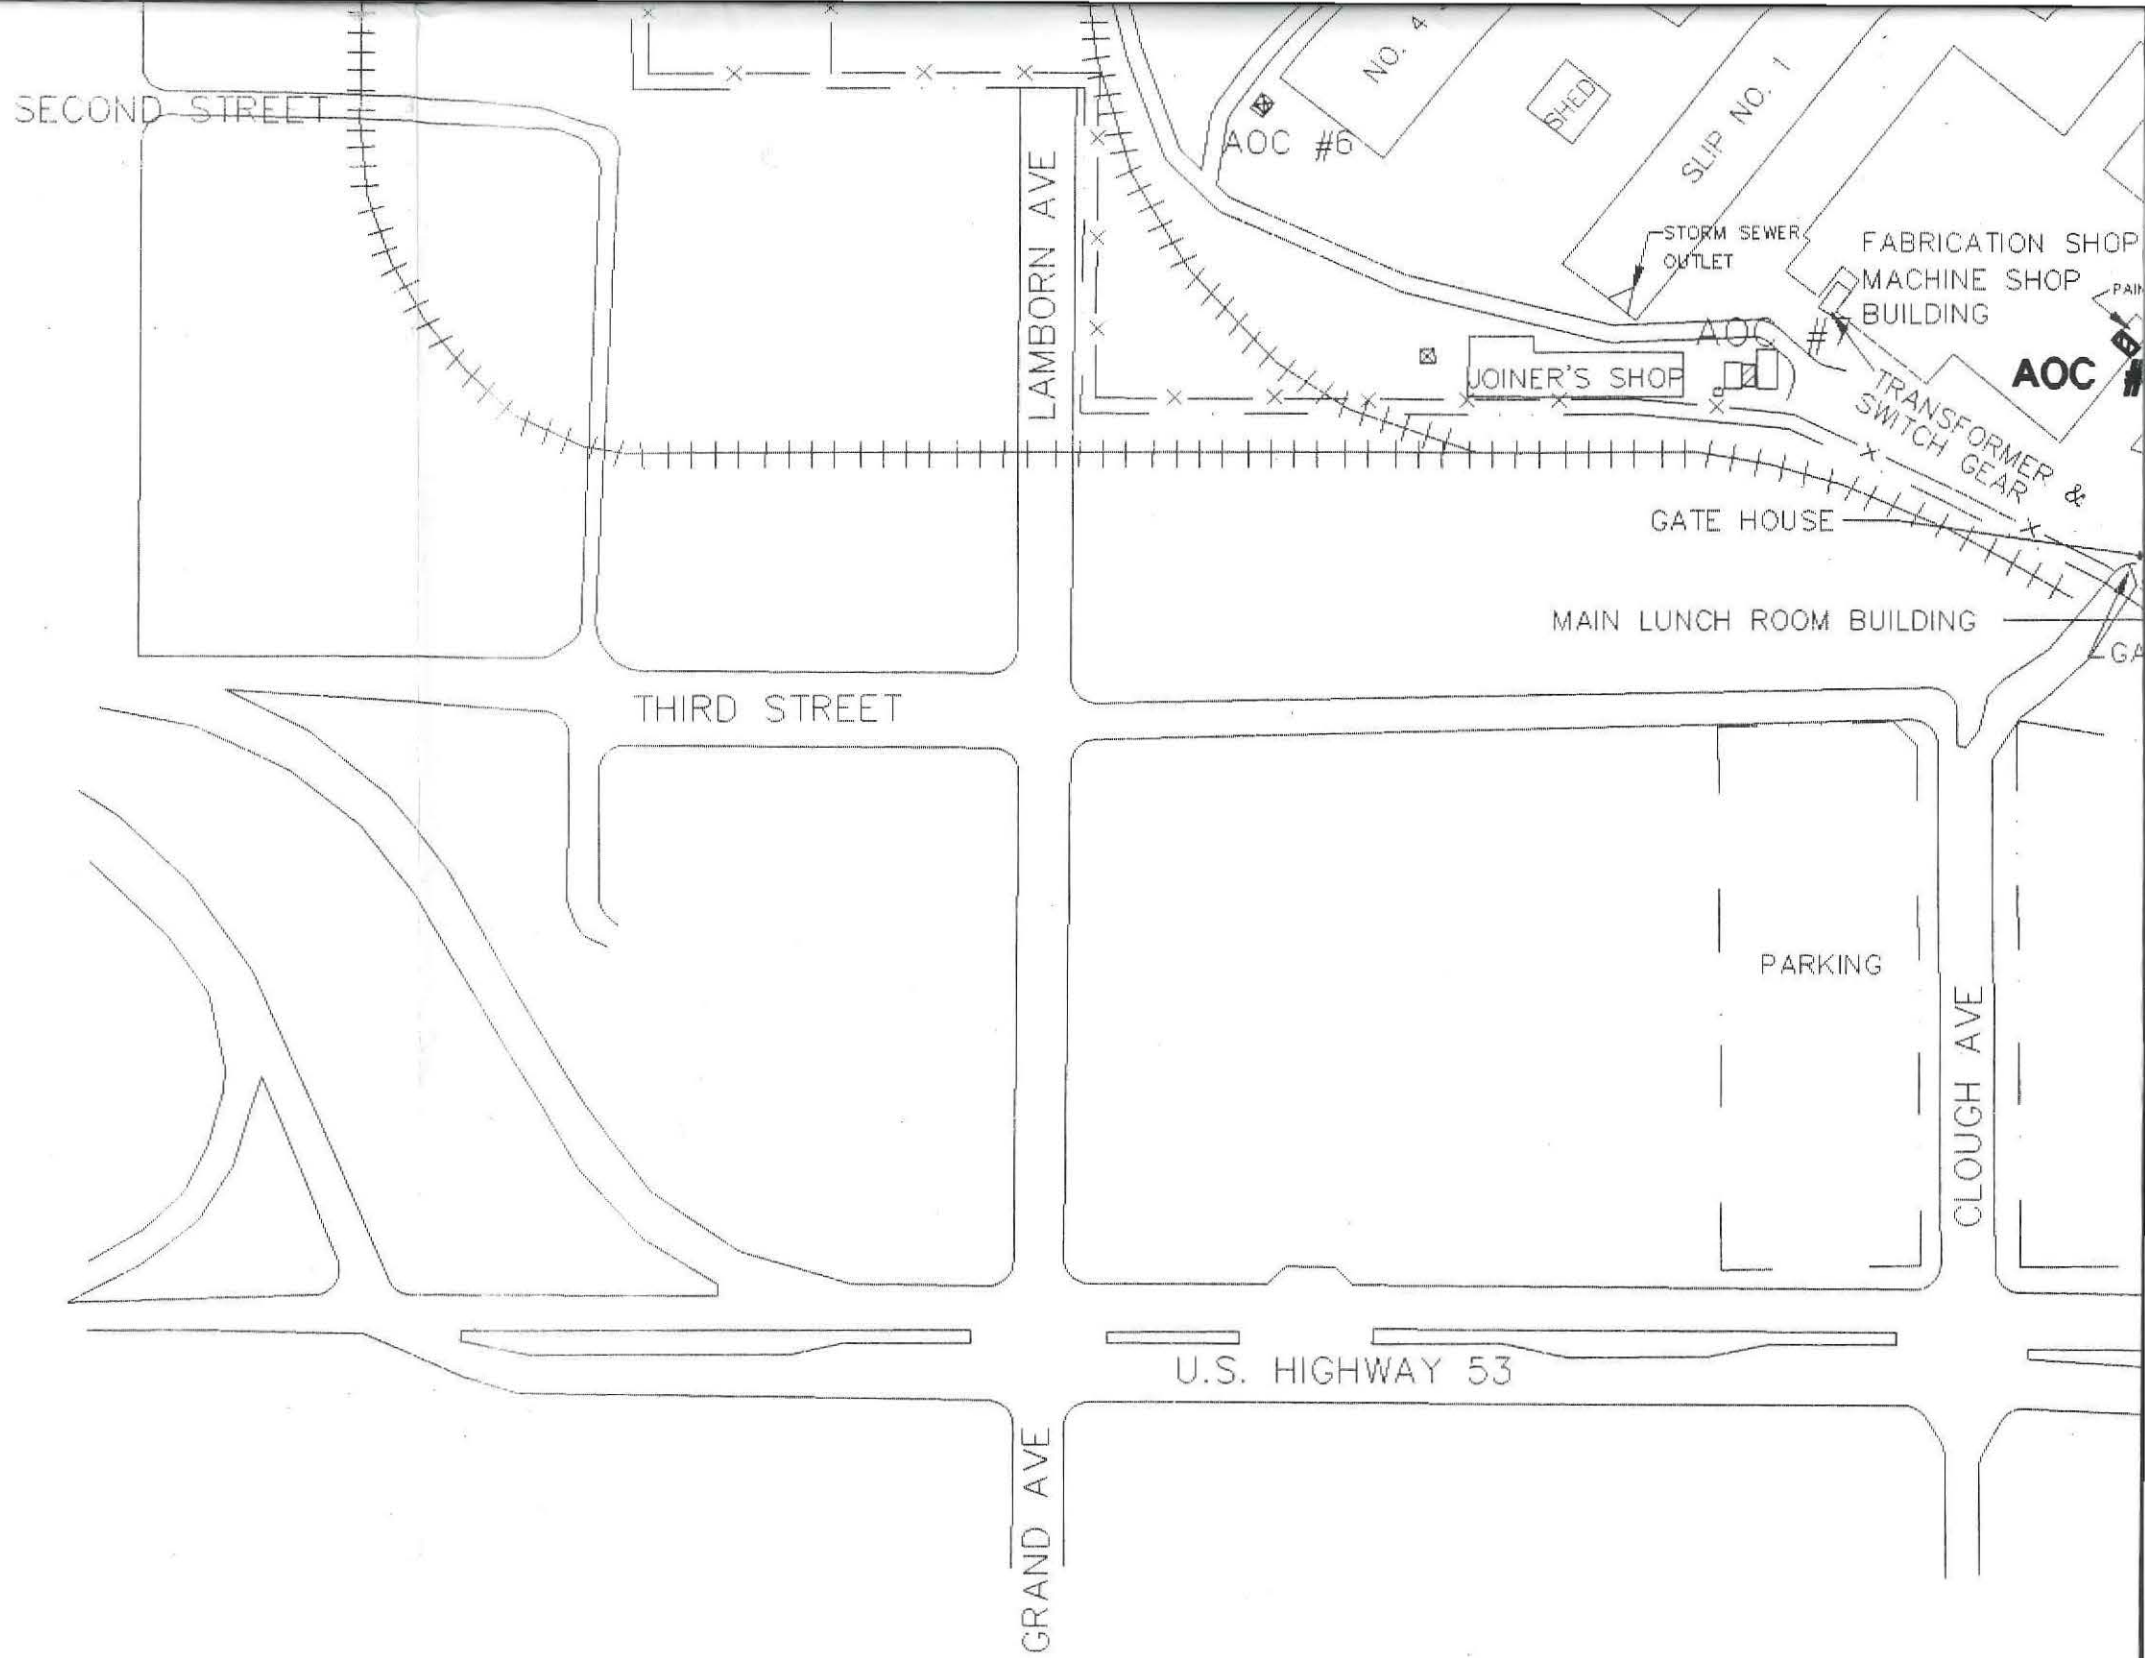 NO. 4
SECOND STREET
SHED
SLIP NO. 1
AOC #6
LAMBORN AVE
STORM SEWER
OUTLET
FABRICATION SHOP
MACHINE SHOP
BUILDING
AOC #7
JOINER'S SHOP
AOC #
TRANSFORMER &
SWITCH GEAR
GATE HOUSE
MAIN LUNCH ROOM BUILDING
THIRD STREET
PARKING
CLOUGH AVE
U.S. HIGHWAY 53
GRAND AVE